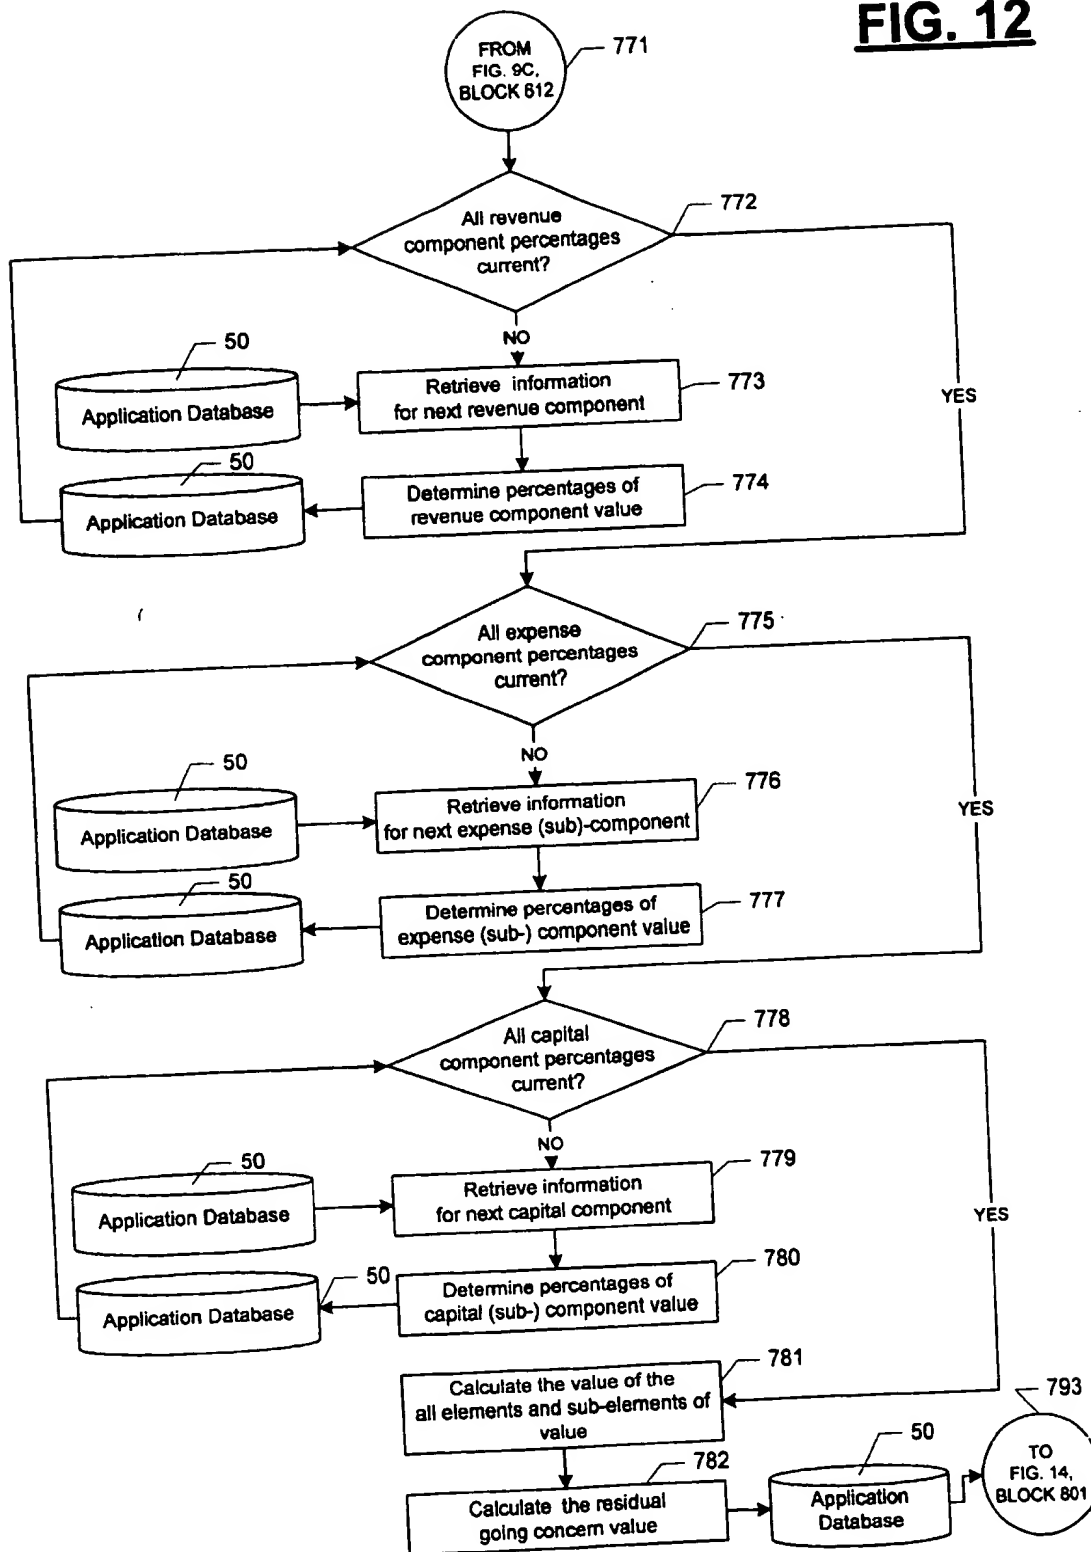 FIG. 12
FROM
FIG. 9C,
BLOCK 612
771
All revenue
component percentages
current?
772
NO
YES
50
Application Database
Retrieve information
for next revenue component
773
50
Application Database
Determine percentages of
revenue component value
774
All expense
component percentages
current?
775
NO
YES
50
Application Database
Retrieve information
for next expense (sub)-component
776
50
Application Database
Determine percentages of
expense (sub-) component value
777
All capital
component percentages
current?
778
NO
YES
50
Application Database
Retrieve information
for next capital component
779
50
Application Database
Determine percentages of
capital (sub-) component value
780
Calculate the value of the
all elements and sub-elements of
value
781
Calculate the residual
going concern value
782
50
Application
Database
793
TO
FIG. 14,
BLOCK 801